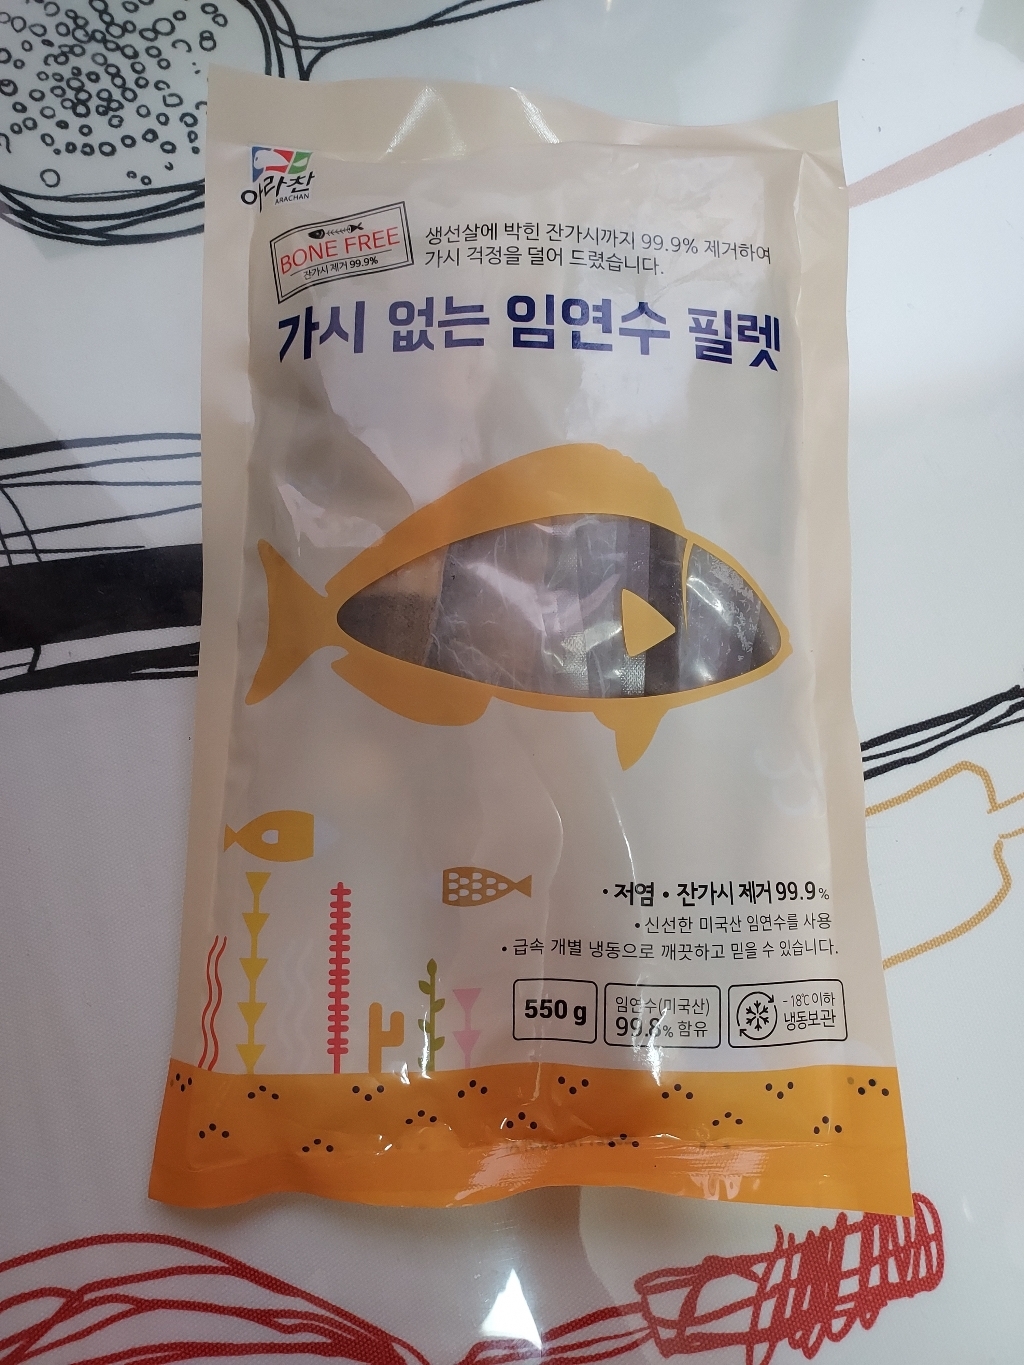 아라찬
ARACHAN
BONE FREE
잔가시 제거 99.9%
생선살에 박힌 잔가시까지 99.9% 제거하여
가시 걱정을 덜어 드렸습니다.
가시 없는 임연수 필렛
• 저염 • 잔가시 제거 99.9%
• 신선한 미국산 임연수를 사용
• 급속 개별 냉동으로 깨끗하고 믿을 수 있습니다.
550 g
임연수(미국산)
99.8% 함유
- 18℃ 이하
냉동보관